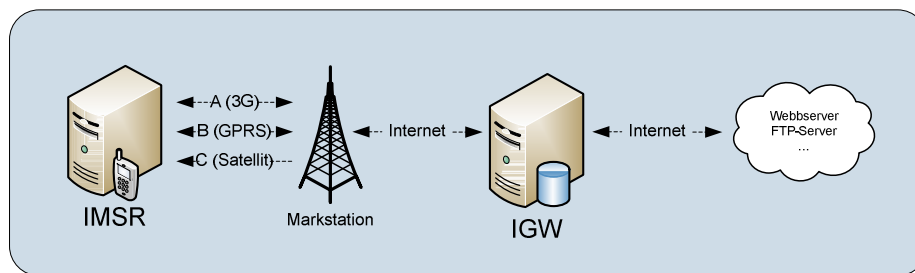 A (3G)
B (GPRS)
C (Satellit)
IMSR
Markstation
Internet
IGW
Internet
Webbserver
FTP-Server
...